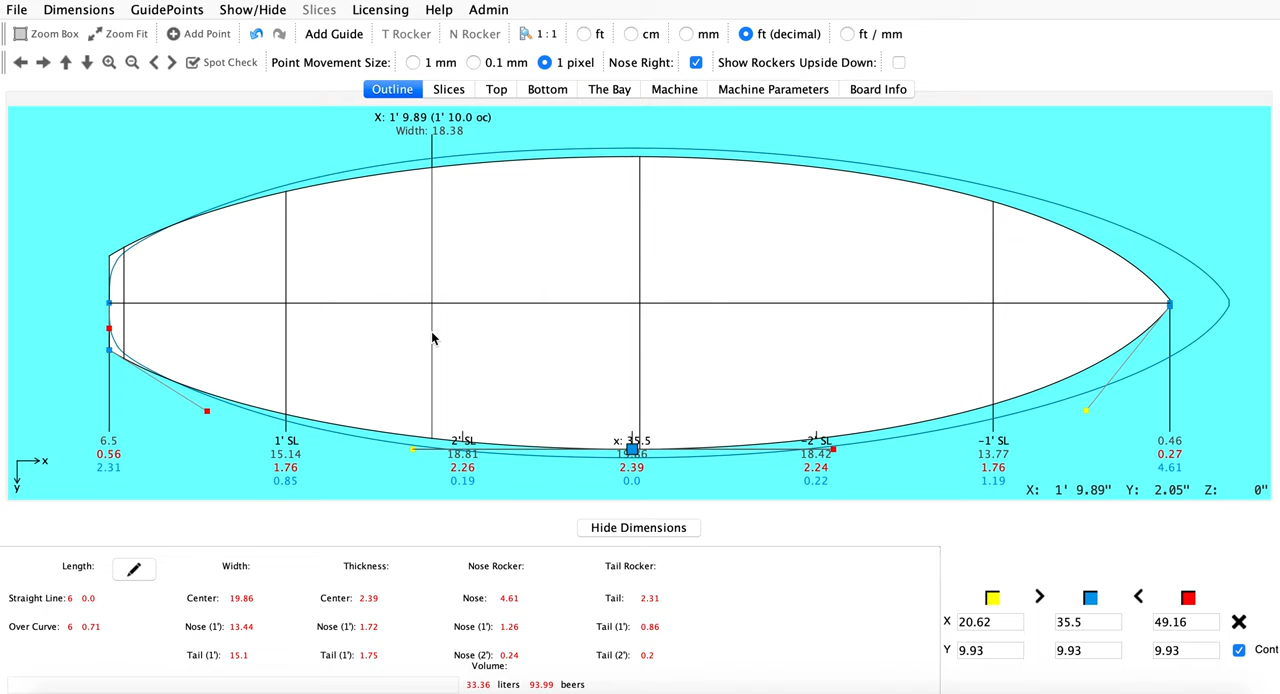 File Dimensions GuidePoints Show/Hide Slices Licensing Help Admin
Zoom Box Zoom Fit Add Point Add Guide T Rocker N Rocker 1 : 1 ft cm mm ft (decimal) ft / mm
Spot Check Point Movement Size: 1 mm 0.1 mm 1 pixel Nose Right: Show Rockers Upside Down:
Outline Slices Top Bottom The Bay Machine Machine Parameters Board Info
X: 1' 9.89 (1' 10.0 oc)
Width: 18.38
6.5 1' SL 2' SL x: 35.5 -2' SL -1' SL 0.46
0.56 15.14 18.81 19.86 18.42 13.77 0.27
2.31 1.76 2.26 2.39 2.24 1.76 4.61
0.85 0.19 0.0 0.22 1.19
x
y
X: 1' 9.89" Y: 2.05" Z: 0"
Hide Dimensions
Length: Width: Thickness: Nose Rocker: Tail Rocker:
Straight Line: 6 0.0 Center: 19.86 Center: 2.39 Nose: 4.61 Tail: 2.31
Over Curve: 6 0.71 Nose (1'): 13.44 Nose (1'): 1.72 Nose (1'): 1.26 Tail (1'): 0.86
Tail (1'): 15.1 Tail (1'): 1.75 Nose (2'): 0.24 Tail (2'): 0.2
Volume:
33.36 liters 93.99 beers
> <
X 20.62 35.5 49.16
Y 9.93 9.93 9.93 Cont